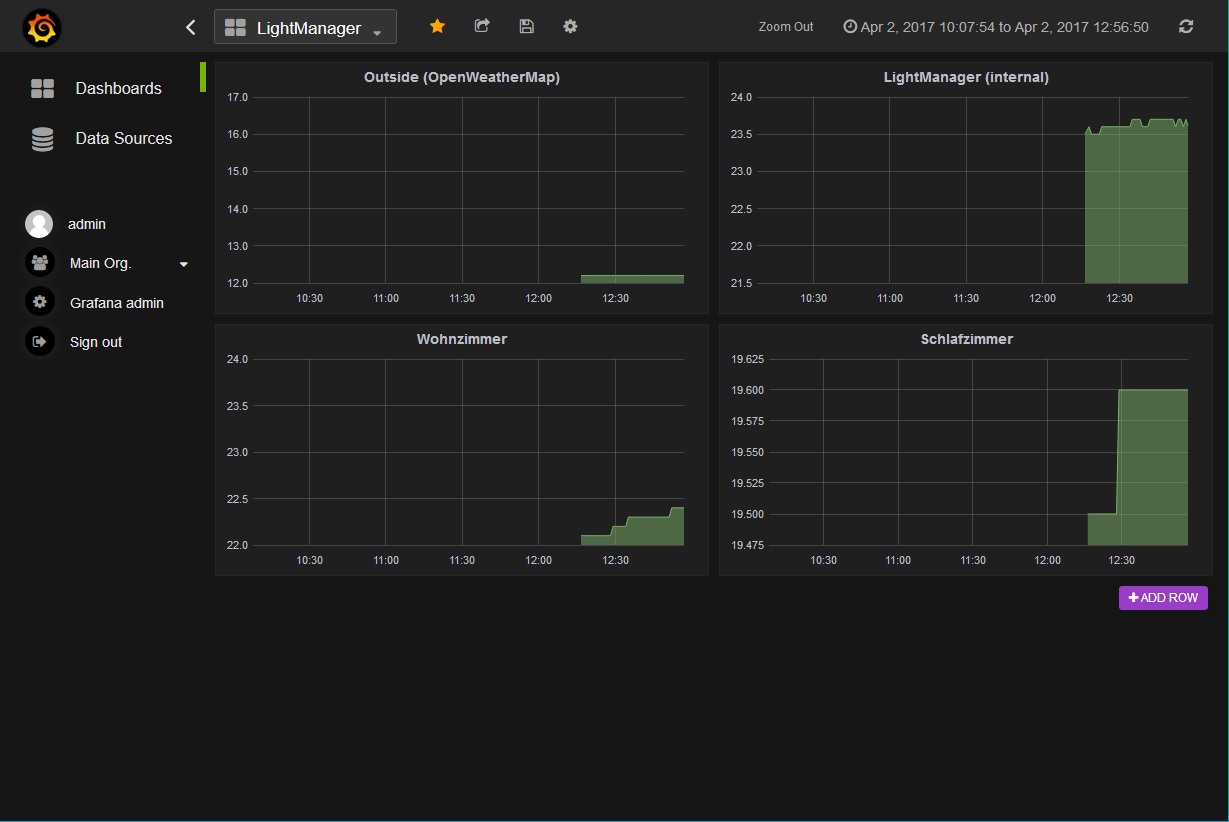 LightManager
Zoom Out
Apr 2, 2017 10:07:54 to Apr 2, 2017 12:56:50
Dashboards
Data Sources
admin
Main Org.
Grafana admin
Sign out
Outside (OpenWeatherMap)
17.0
16.0
15.0
14.0
13.0
12.0
10:30 11:00 11:30 12:00 12:30
LightManager (internal)
24.0
23.5
23.0
22.5
22.0
21.5
10:30 11:00 11:30 12:00 12:30
Wohnzimmer
24.0
23.5
23.0
22.5
22.0
10:30 11:00 11:30 12:00 12:30
Schlafzimmer
19.625
19.600
19.575
19.550
19.525
19.500
19.475
10:30 11:00 11:30 12:00 12:30
ADD ROW